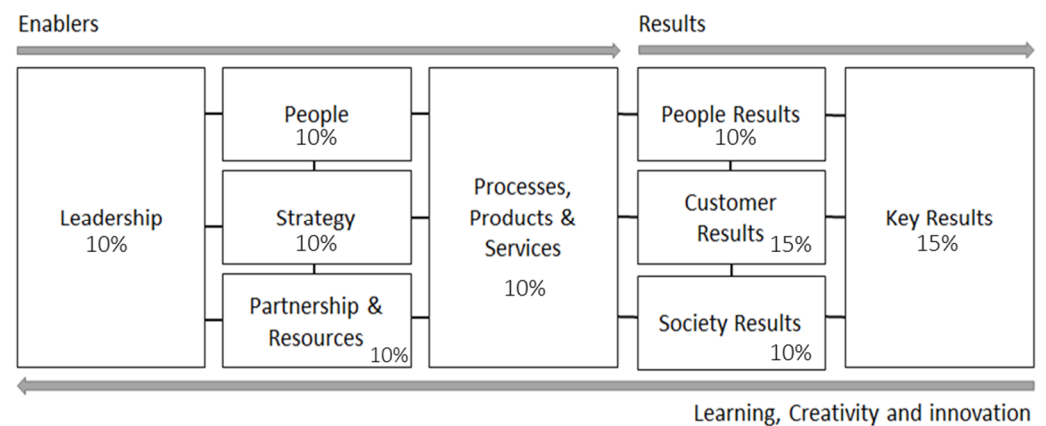 Enablers
Results
Leadership
10%
People
10%
Strategy
10%
Partnership &
Resources
10%
Processes,
Products &
Services
10%
People Results
10%
Customer
Results
15%
Society Results
10%
Key Results
15%
Learning, Creativity and innovation